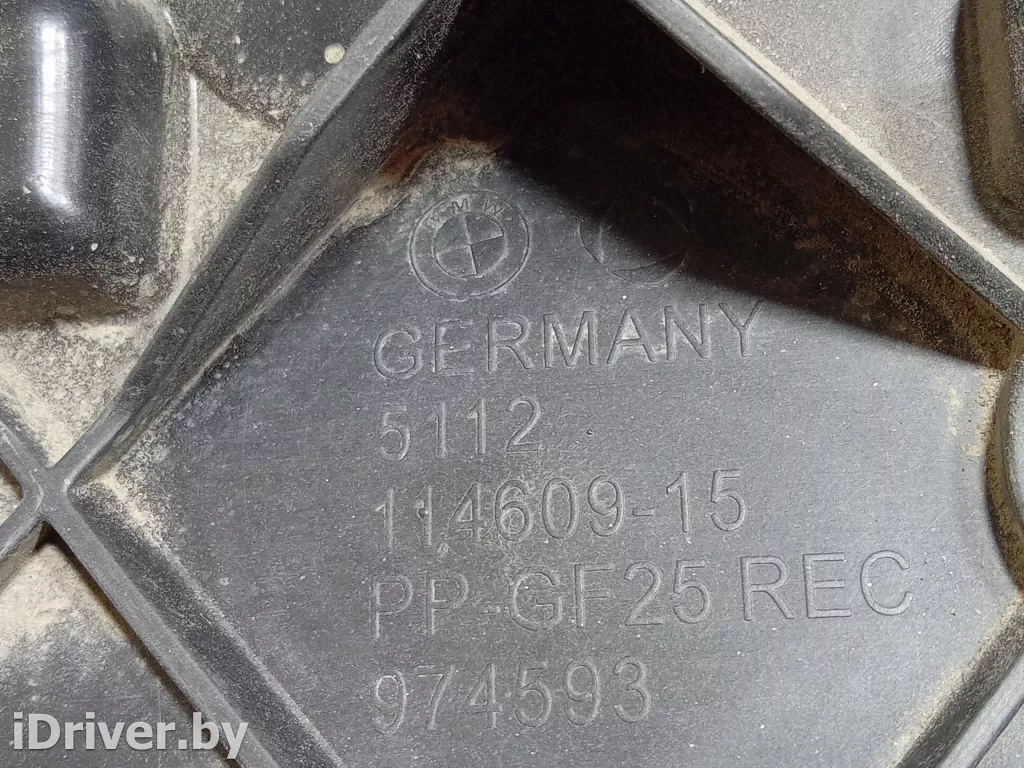 BMW
GERMANY
5112
114609-15
PP-GF25 REC
974593
iDriver.by